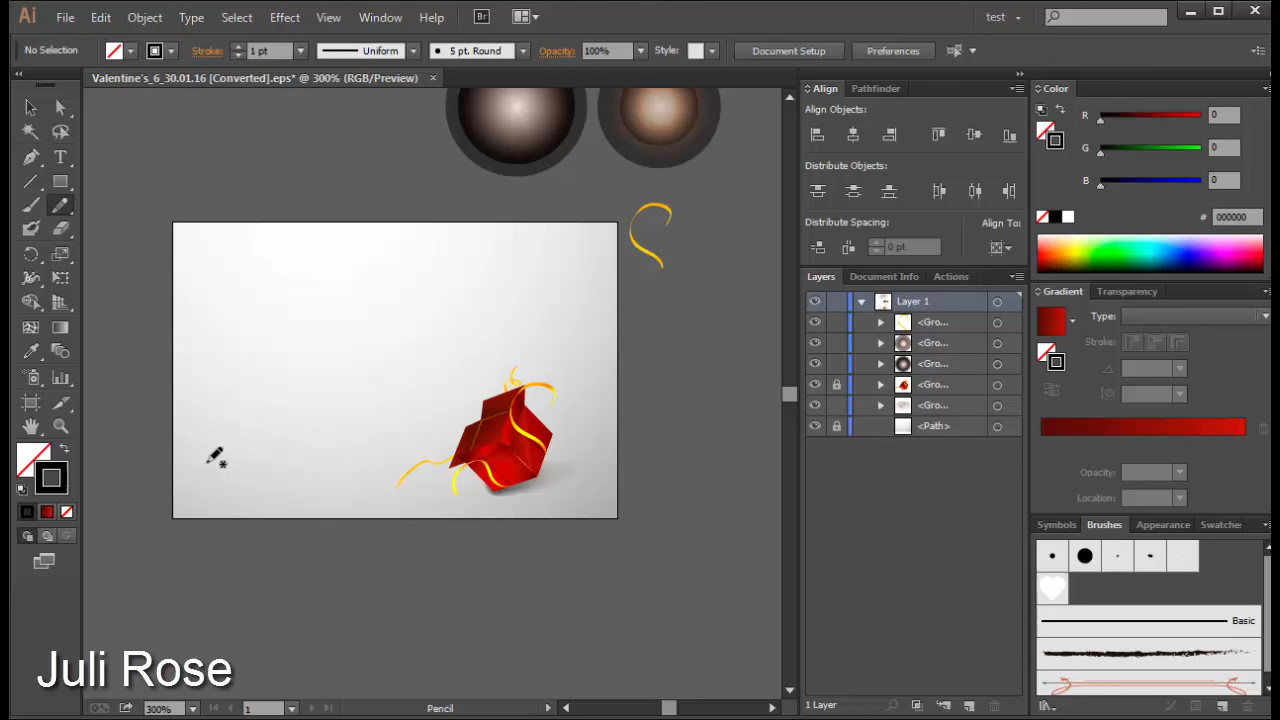 Ai File Edit Object Type Select Effect View Window Help Br test
No Selection Stroke: 1 pt Uniform 5 pt. Round Opacity: 100% Style: Document Setup Preferences
Valentine's_6_30.01.16 [Converted].eps* @ 300% (RGB/Preview) ×
Align Pathfinder
Align Objects:
Distribute Objects:
Distribute Spacing: Align To:
0 pt
Layers Document Info Actions
Layer 1
<Gro...
<Gro...
<Gro...
<Gro...
<Gro...
<Path>
1 Layer
Color
R 0
G 0
B 0
# 000000
Gradient Transparency
Type:
Stroke:
Opacity:
Location:
Symbols Brushes Appearance Swatches
Basic
Juli Rose
300% 1 Pencil